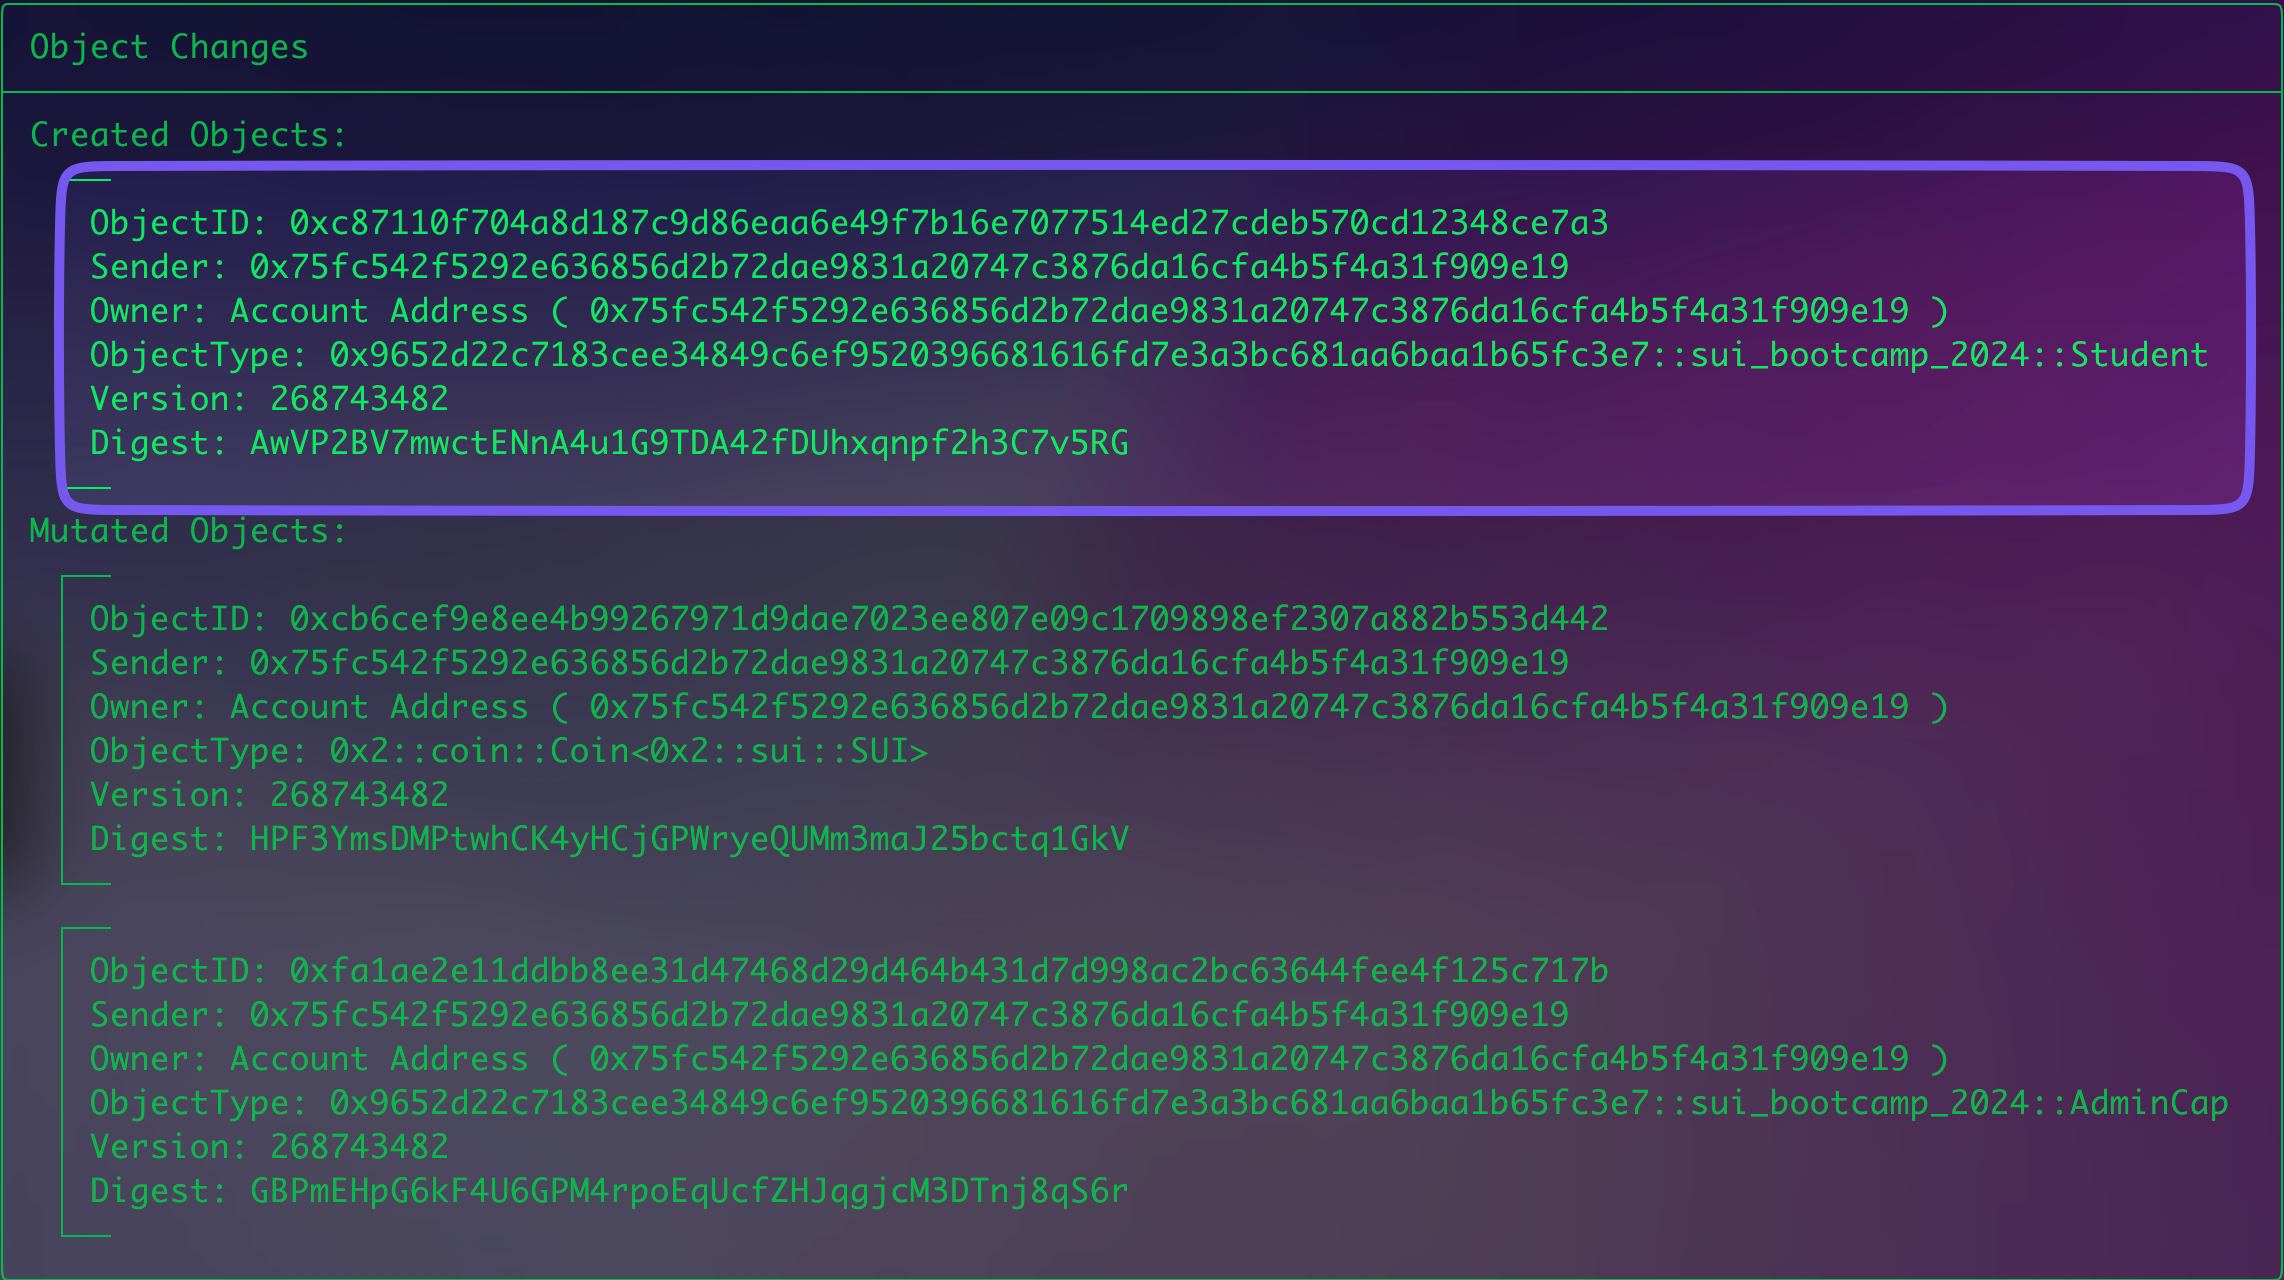 Object Changes
Created Objects:
ObjectID: 0xc87110f704a8d187c9d86eaa6e49f7b16e7077514ed27cdeb570cd12348ce7a3
Sender: 0x75fc542f5292e636856d2b72dae9831a20747c3876da16cfa4b5f4a31f909e19
Owner: Account Address ( 0x75fc542f5292e636856d2b72dae9831a20747c3876da16cfa4b5f4a31f909e19 )
ObjectType: 0x9652d22c7183cee34849c6ef9520396681616fd7e3a3bc681aa6baa1b65fc3e7::sui_bootcamp_2024::Student
Version: 268743482
Digest: AwVP2BV7mwctENnA4u1G9TDA42fDUhxqnpf2h3C7v5RG
Mutated Objects:
ObjectID: 0xcb6cef9e8ee4b99267971d9dae7023ee807e09c1709898ef2307a882b553d442
Sender: 0x75fc542f5292e636856d2b72dae9831a20747c3876da16cfa4b5f4a31f909e19
Owner: Account Address ( 0x75fc542f5292e636856d2b72dae9831a20747c3876da16cfa4b5f4a31f909e19 )
ObjectType: 0x2::coin::Coin<0x2::sui::SUI>
Version: 268743482
Digest: HPF3YmsDMPtwhCK4yHCjGPWryeQUMm3maJ25bctq1GkV
ObjectID: 0xfa1ae2e11ddbb8ee31d47468d29d464b431d7d998ac2bc63644fee4f125c717b
Sender: 0x75fc542f5292e636856d2b72dae9831a20747c3876da16cfa4b5f4a31f909e19
Owner: Account Address ( 0x75fc542f5292e636856d2b72dae9831a20747c3876da16cfa4b5f4a31f909e19 )
ObjectType: 0x9652d22c7183cee34849c6ef9520396681616fd7e3a3bc681aa6baa1b65fc3e7::sui_bootcamp_2024::AdminCap
Version: 268743482
Digest: GBPmEHpG6kF4U6GPM4rpoEqUcfZHJqgjcM3DTnj8qS6r